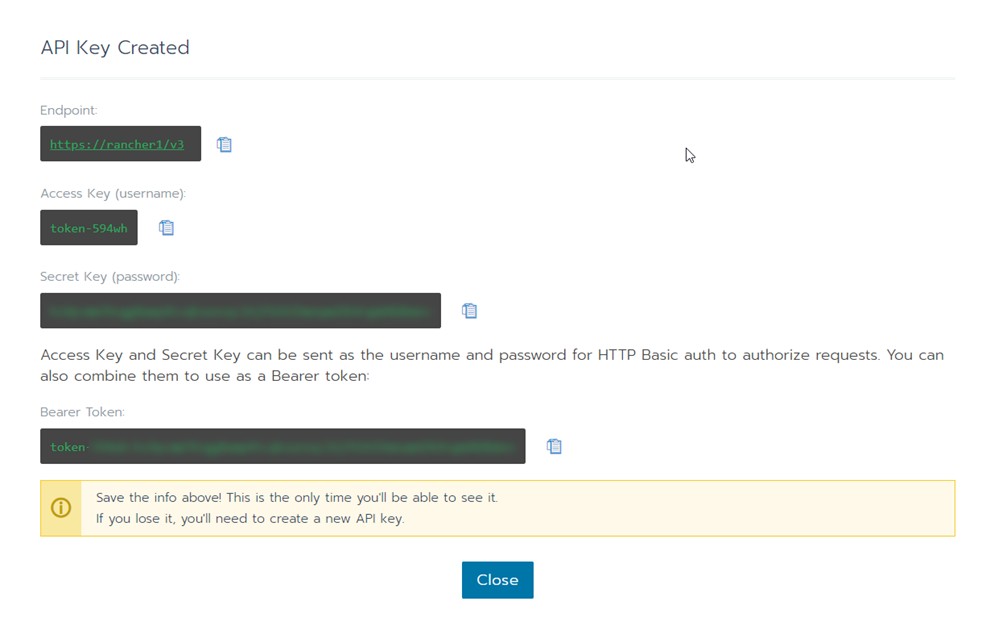 API Key Created
Endpoint:
https://rancher1/v3
Access Key (username):
token-594wh
Secret Key (password):
Access Key and Secret Key can be sent as the username and password for HTTP Basic auth to authorize requests. You can
also combine them to use as a Bearer token:
Bearer Token:
token-
Save the info above! This is the only time you'll be able to see it.
If you lose it, you'll need to create a new API key.
Close